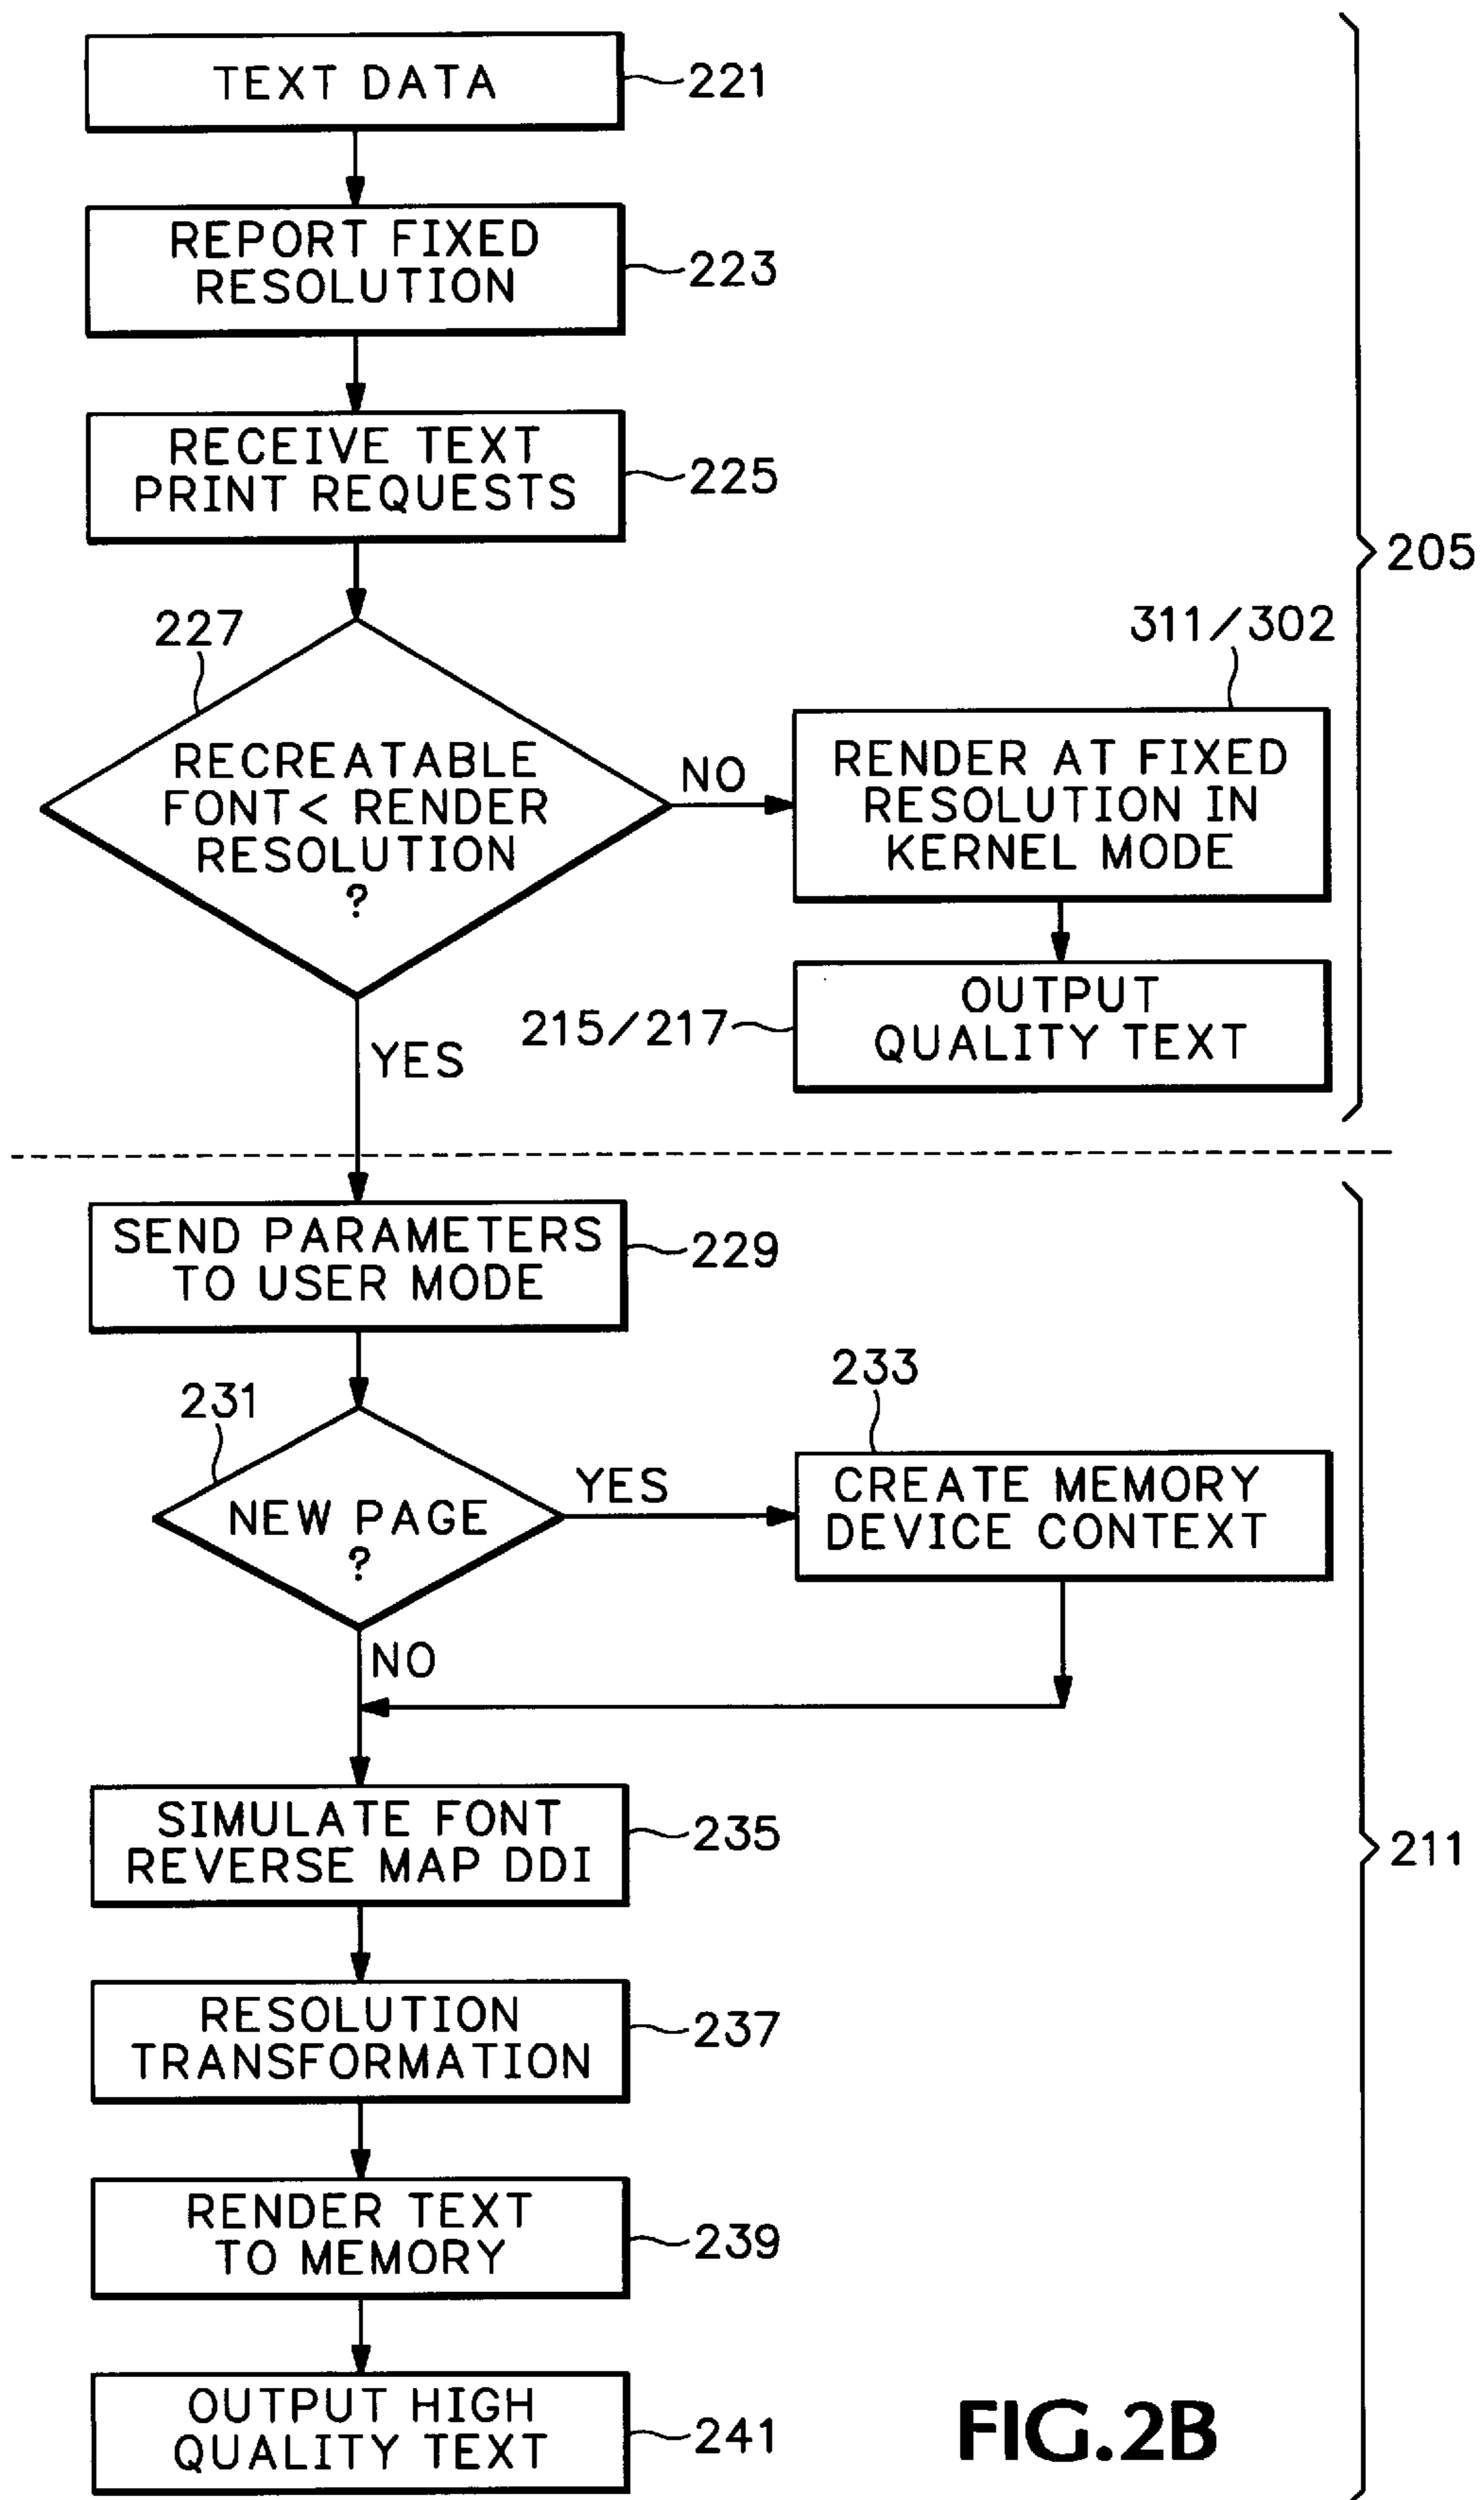 TEXT DATA
221
REPORT FIXED
RESOLUTION
223
RECEIVE TEXT
PRINT REQUESTS
225
205
227
RECREATABLE
FONT< RENDER
RESOLUTION
?
NO
311/302
RENDER AT FIXED
RESOLUTION IN
KERNEL MODE
215/217
OUTPUT
QUALITY TEXT
YES
SEND PARAMETERS
TO USER MODE
229
231
NEW PAGE
?
YES
233
CREATE MEMORY
DEVICE CONTEXT
NO
SIMULATE FONT
REVERSE MAP DDI
235
211
RESOLUTION
TRANSFORMATION
237
RENDER TEXT
TO MEMORY
239
OUTPUT HIGH
QUALITY TEXT
241
FIG.2B